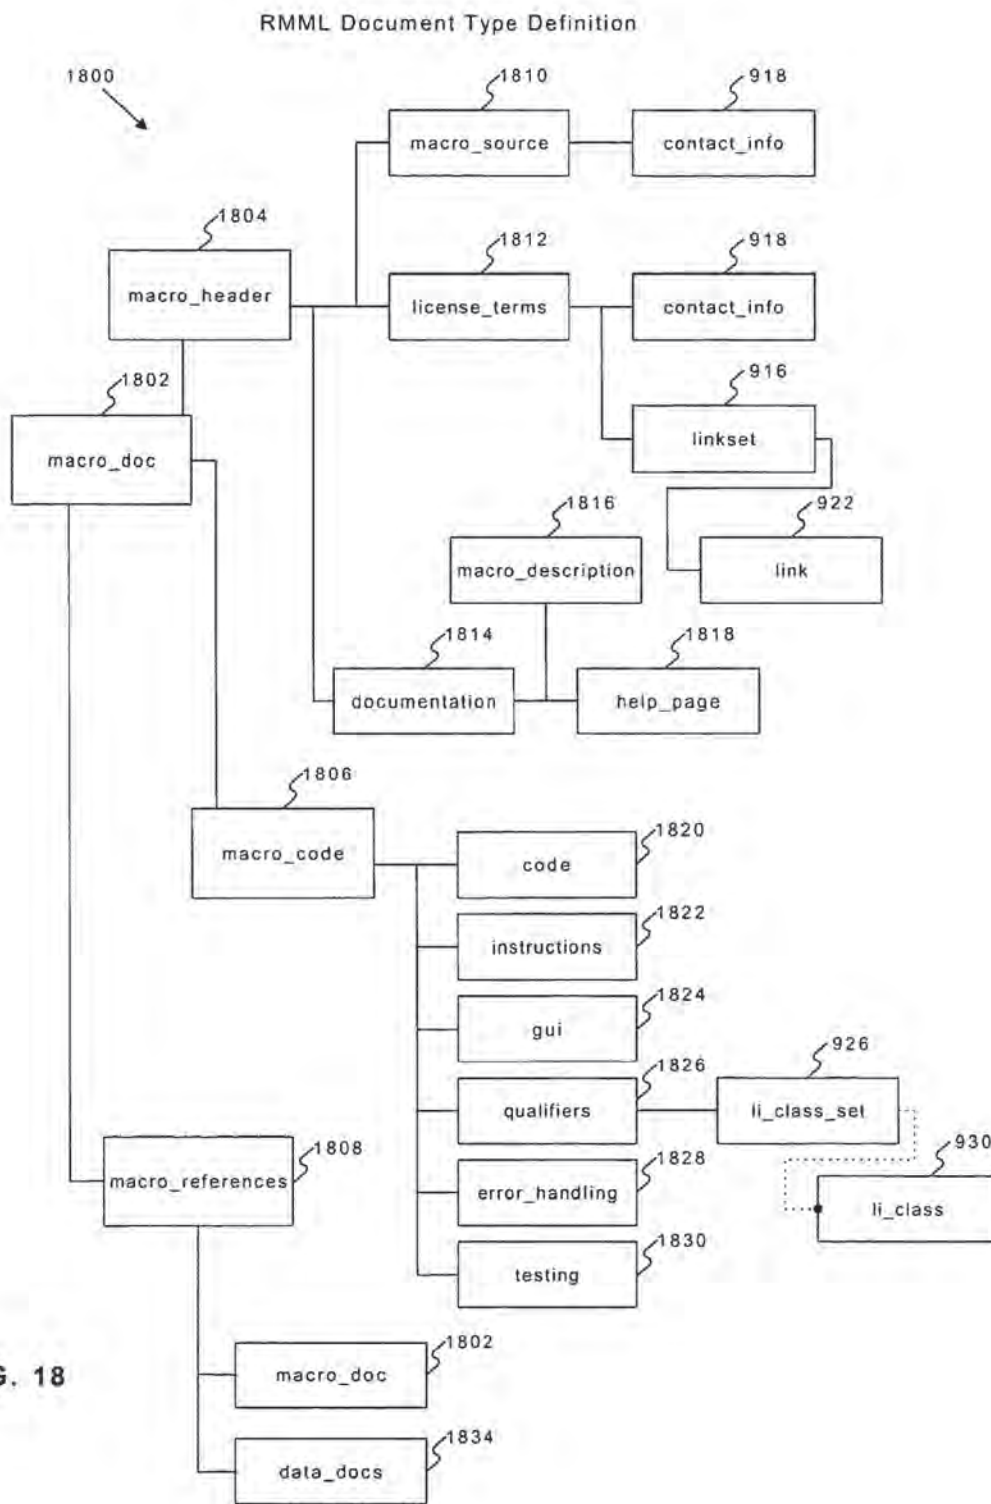 RMML Document Type Definition
1800
1810
918
macro_source
contact_info
1804
1812
918
macro_header
license_terms
contact_info
1802
916
macro_doc
linkset
1816
922
macro_description
link
1814
1818
documentation
help_page
1806
macro_code
1820
code
1822
instructions
1824
gui
1826
926
qualifiers
li_class_set
1808
1828
930
macro_references
error_handling
li_class
1830
testing
1802
macro_doc
G. 18
1834
data_docs